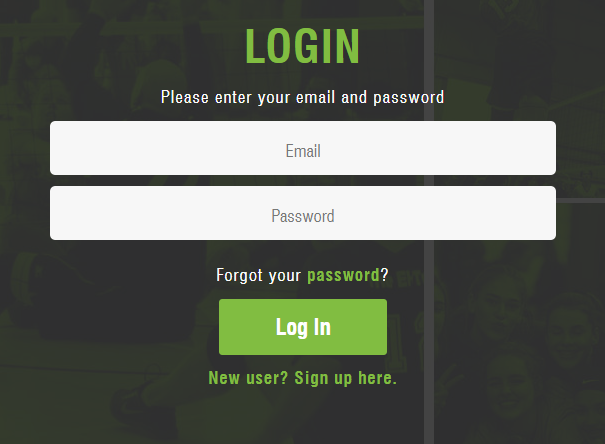 LOGIN
Please enter your email and password
Email
Password
Forgot your password?
Log In
New user? Sign up here.